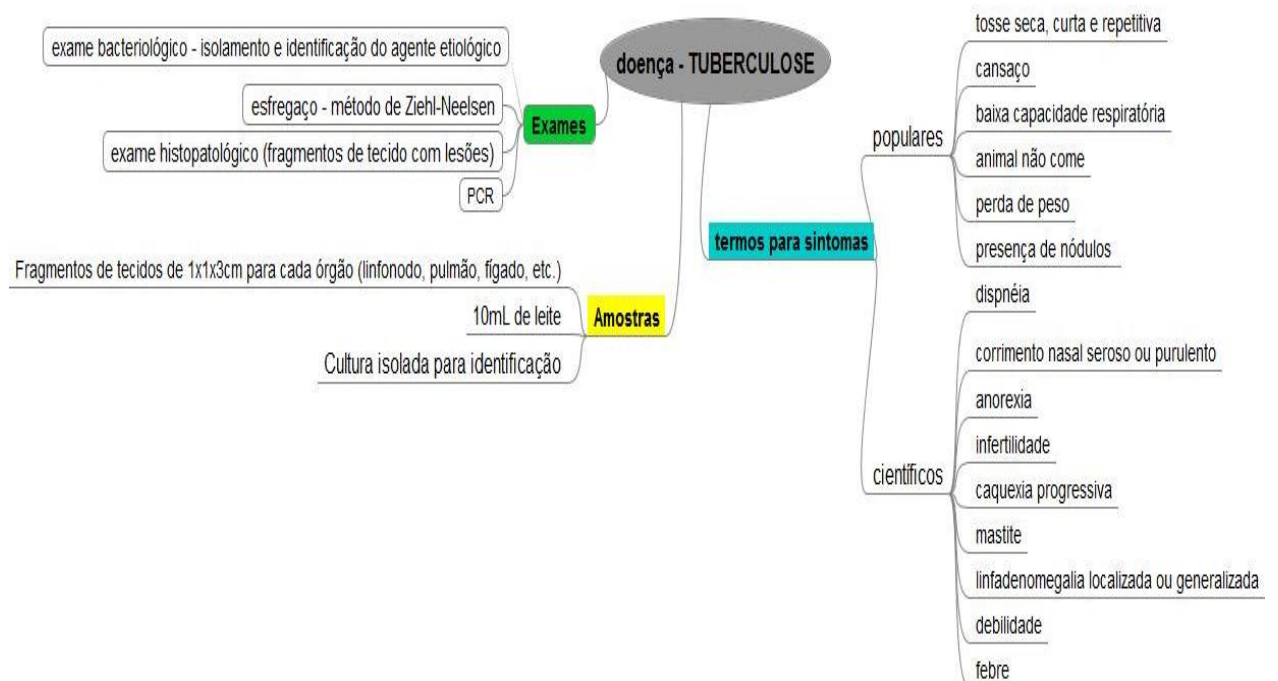 doença - TUBERCULOSE
Exames
exame bacteriológico - isolamento e identificação do agente etiológico
esfregaço - método de Ziehl-Neelsen
exame histopatológico (fragmentos de tecido com lesões)
PCR
Amostras
Fragmentos de tecidos de 1x1x3cm para cada órgão (linfonodo, pulmão, fígado, etc.)
10mL de leite
Cultura isolada para identificação
termos para sintomas
populares
tosse seca, curta e repetitiva
cansaço
baixa capacidade respiratória
animal não come
perda de peso
presença de nódulos
científicos
dispnéia
corrimento nasal seroso ou purulento
anorexia
infertilidade
caquexia progressiva
mastite
linfadenomegalia localizada ou generalizada
debilidade
febre